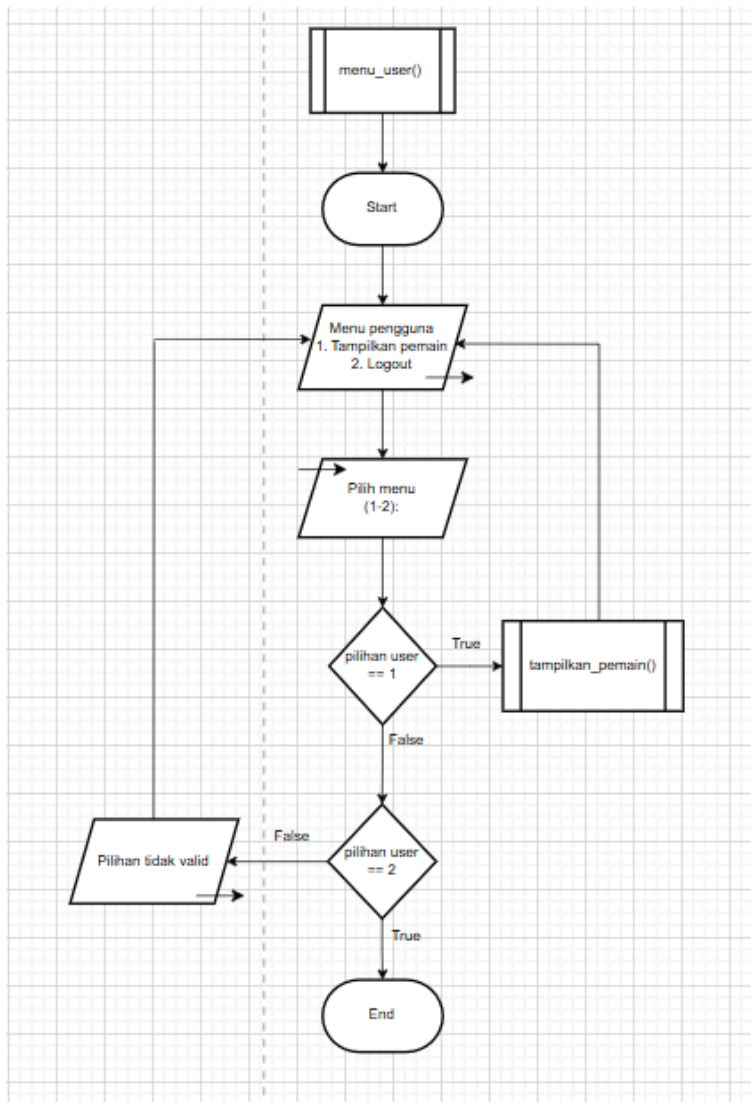 menu_user()
Start
Menu pengguna
1. Tampilkan pemain
2. Logout
Pilih menu
(1-2):
pilihan user
== 1
True
tampilkan_pemain()
False
pilihan user
== 2
False
Pilihan tidak valid
True
End